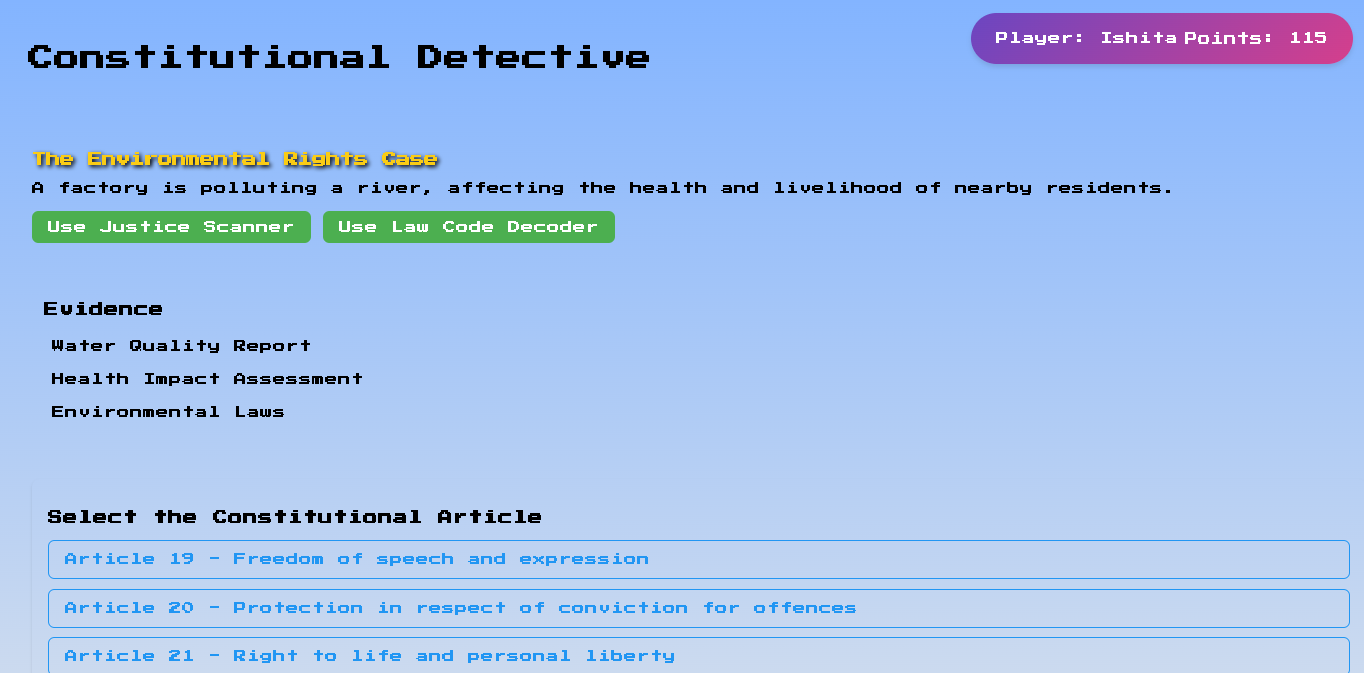 Constitutional Detective
Player: Ishita Points: 115
The Environmental Rights Case
A factory is polluting a river, affecting the health and livelihood of nearby residents.
Use Justice Scanner
Use Law Code Decoder
Evidence
Water Quality Report
Health Impact Assessment
Environmental Laws
Select the Constitutional Article
Article 19 - Freedom of speech and expression
Article 20 - Protection in respect of conviction for offences
Article 21 - Right to life and personal liberty